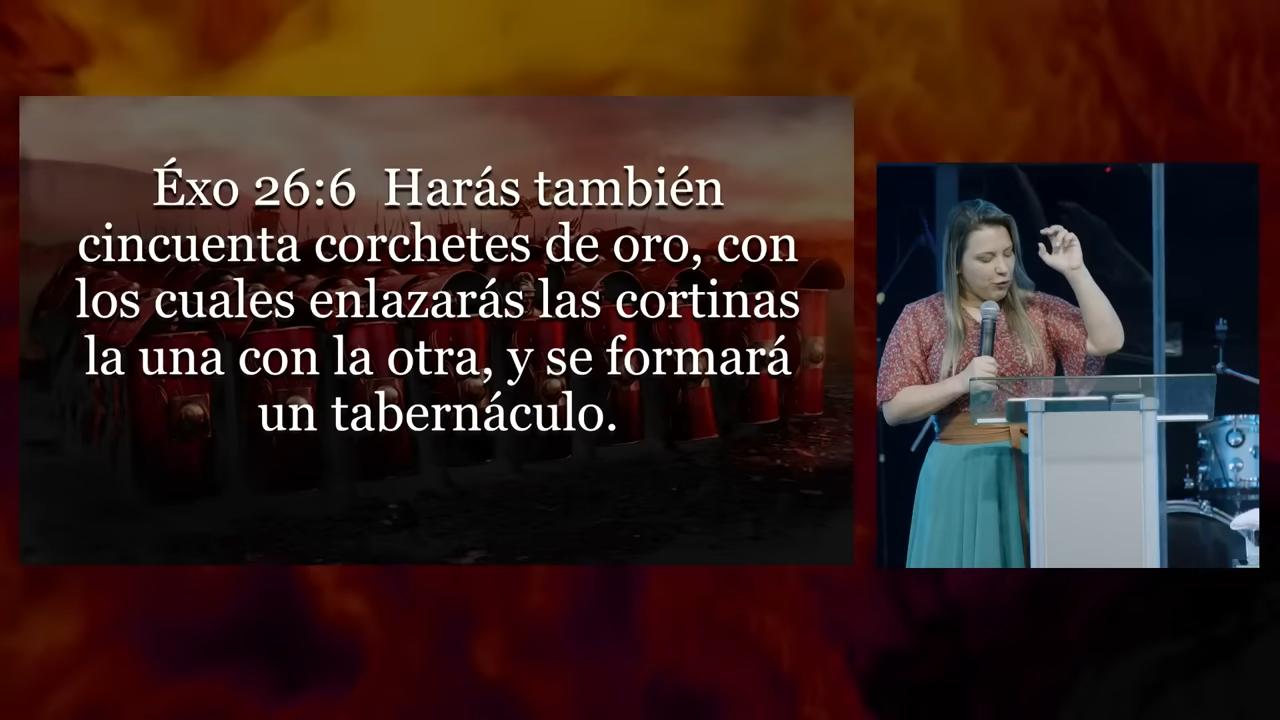 Éxo 26:6  Harás también
cincuenta corchetes de oro, con
los cuales enlazarás las cortinas
la una con la otra, y se formará
un tabernáculo.